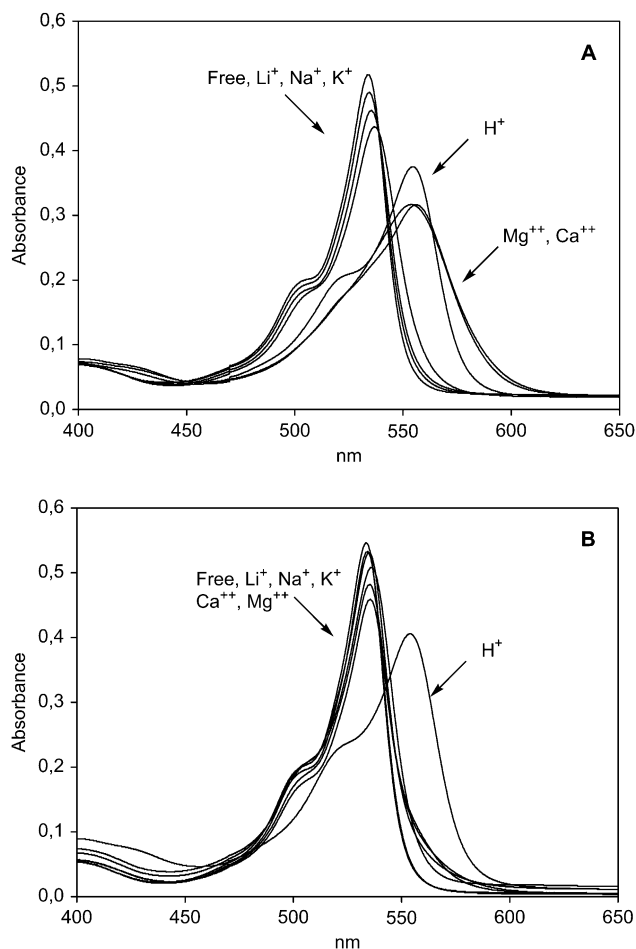 0,6
A
Free, Li⁺, Na⁺, K⁺
0,5
H⁺
0,4
Absorbance
0,3
Mg⁺⁺, Ca⁺⁺
0,2
0,1
0,0
400 450 500 550 600 650
nm
0,6
B
Free, Li⁺, Na⁺, K⁺
Ca⁺⁺, Mg⁺⁺
0,5
H⁺
0,4
Absorbance
0,3
0,2
0,1
0,0
400 450 500 550 600 650
nm